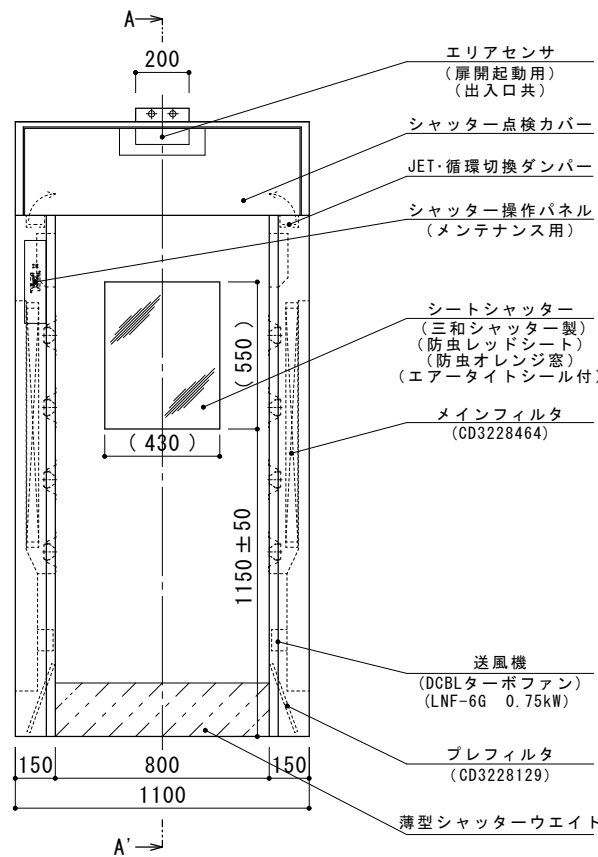 A
200
エリアセンサ
(扉開起動用)
(出入口共)
シャッター点検カバー
JET·循環切換ダンパー
シャッター操作パネル
(メンテナンス用)
シートシャッター
(三和シャッター製)
(防虫レッドシート)
(防虫オレンジ窓)
(エアータイトシール付)
(550)
(430)
メインフィルタ
(CD3228464)
1150±50
送風機
(DCBLターボファン)
(LNF-6G 0.75kW)
プレフィルタ
(CD3228129)
150
800
150
1100
薄型シャッターウエイト
A'